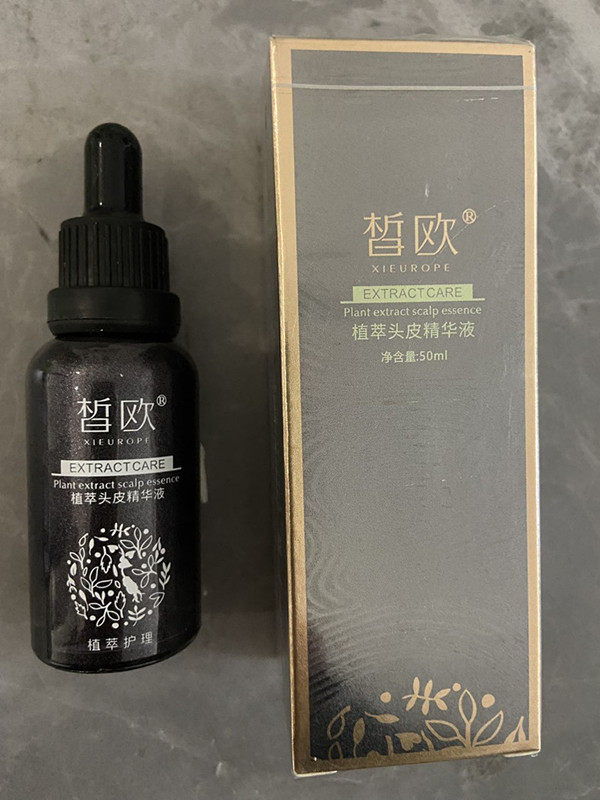 皙欧®
XIEUROPE
EXTRACTCARE
Plant extract scalp essence
植萃头皮精华液
植萃护理
皙欧®
XIEUROPE
EXTRACTCARE
Plant extract scalp essence
植萃头皮精华液
净含量:50ml